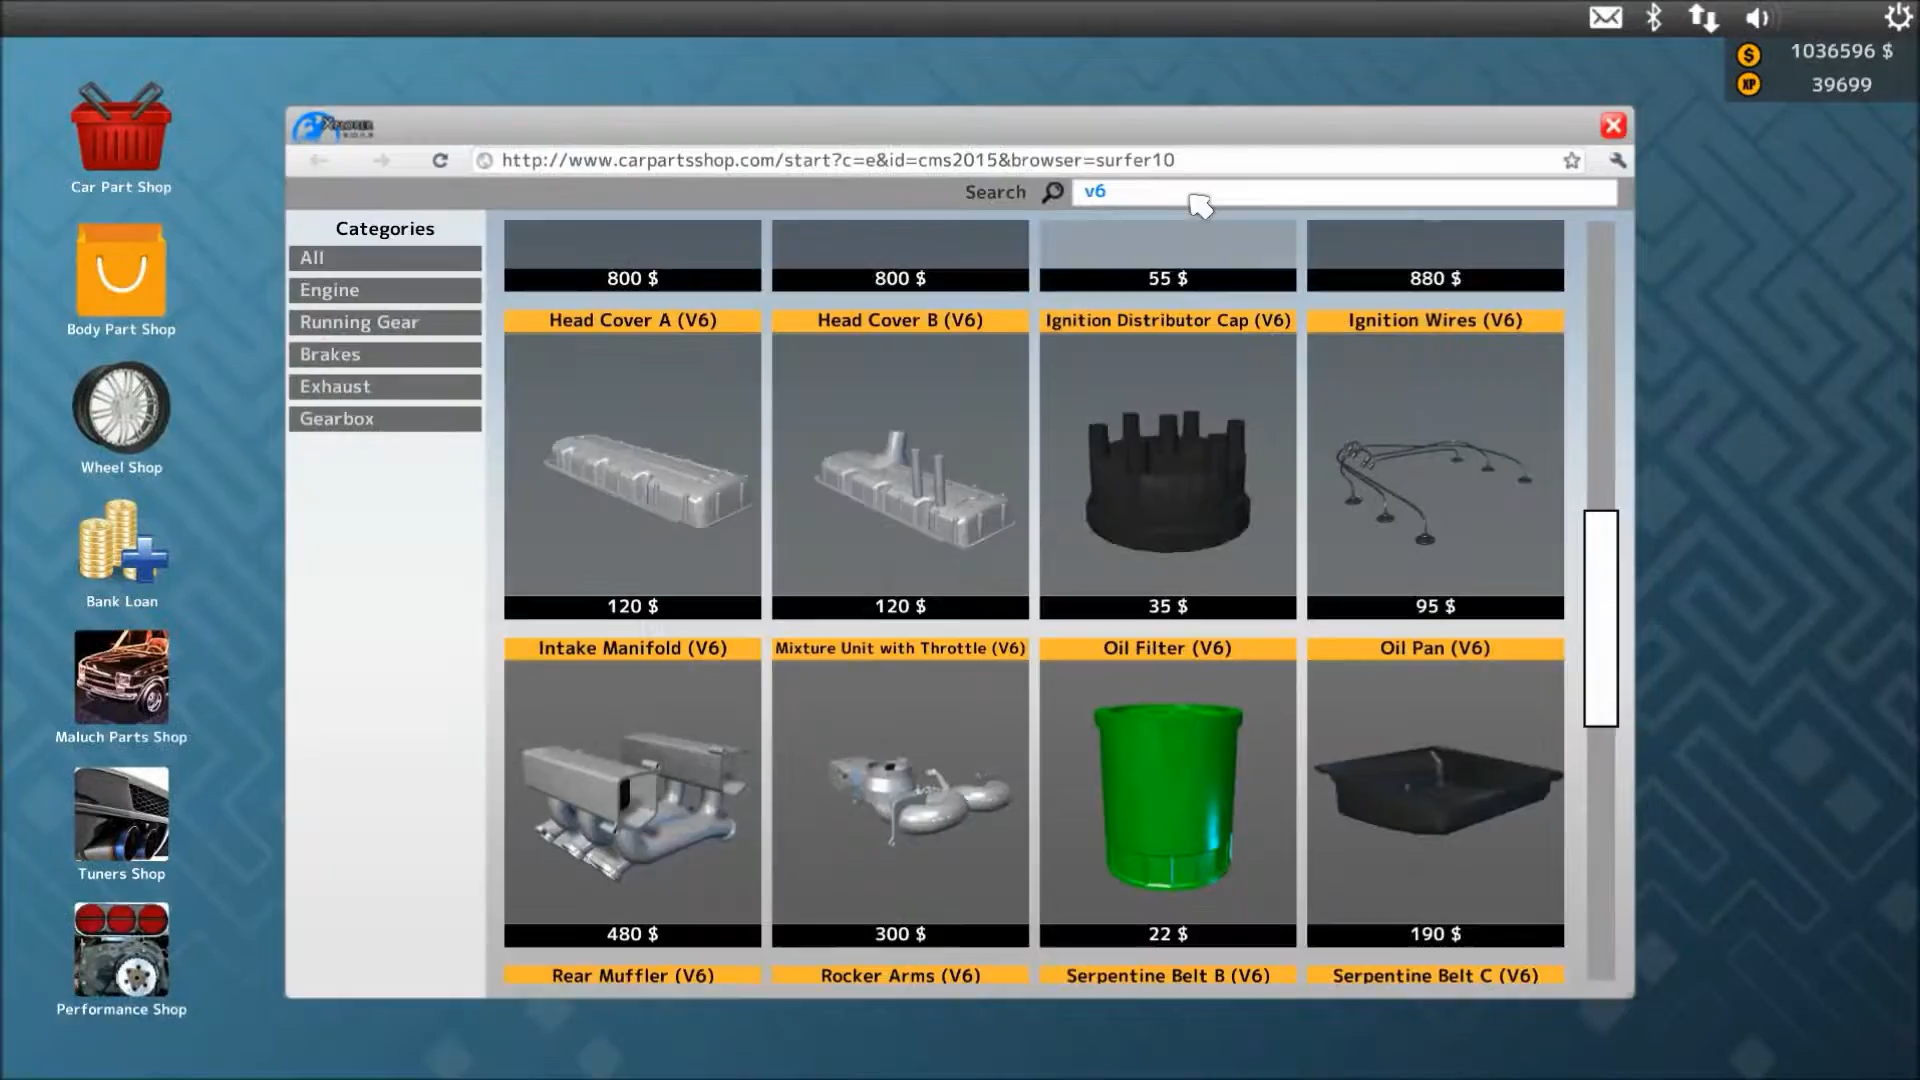 1036596 $
XP
39699
Car Part Shop
Body Part Shop
Wheel Shop
Bank Loan
Maluch Parts Shop
Tuners Shop
Performance Shop
http://www.carpartsshop.com/start?c=e&id=cms2015&browser=surfer10
Search
v6
Categories
All
Engine
Running Gear
Brakes
Exhaust
Gearbox
800 $
800 $
55 $
880 $
Head Cover A (V6)
Head Cover B (V6)
Ignition Distributor Cap (V6)
Ignition Wires (V6)
120 $
120 $
35 $
95 $
Intake Manifold (V6)
Mixture Unit with Throttle (V6)
Oil Filter (V6)
Oil Pan (V6)
480 $
300 $
22 $
190 $
Rear Muffler (V6)
Rocker Arms (V6)
Serpentine Belt B (V6)
Serpentine Belt C (V6)